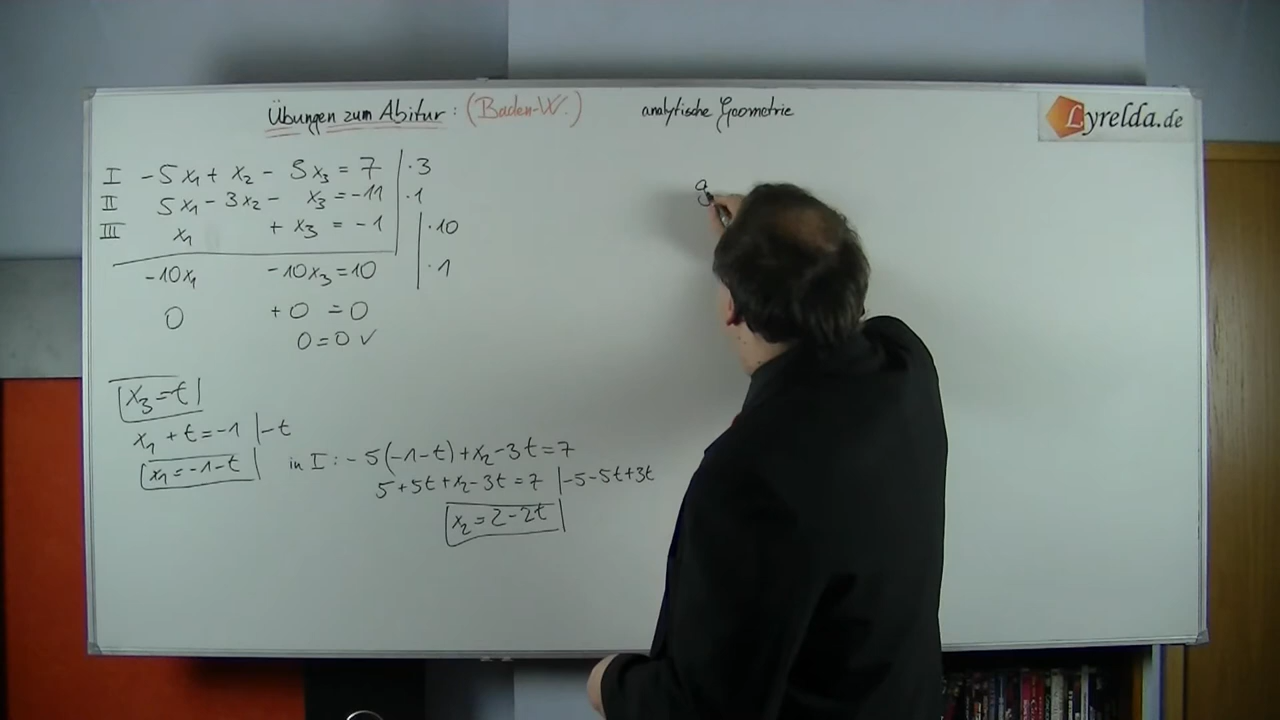 Übungen zum Abitur: (Baden-W.) analytische Geometrie
Lyrelda.de
I -5x₁ + x₂ - 3x₃ = 7 | ·3
II 5x₁ - 3x₂ - x₃ = -11 | ·1
III x₁ + x₃ = -1 | ·10
-10x₁ -10x₃ = 10 | ·1
0 + 0 = 0
0 = 0 ✓
x₃ = t
x₁ + t = -1 | -t
x₁ = -1 - t
in I: -5(-1-t) + x₂ - 3t = 7
5 + 5t + x₂ - 3t = 7 | -5 - 5t + 3t
x₂ = 2 - 2t
g